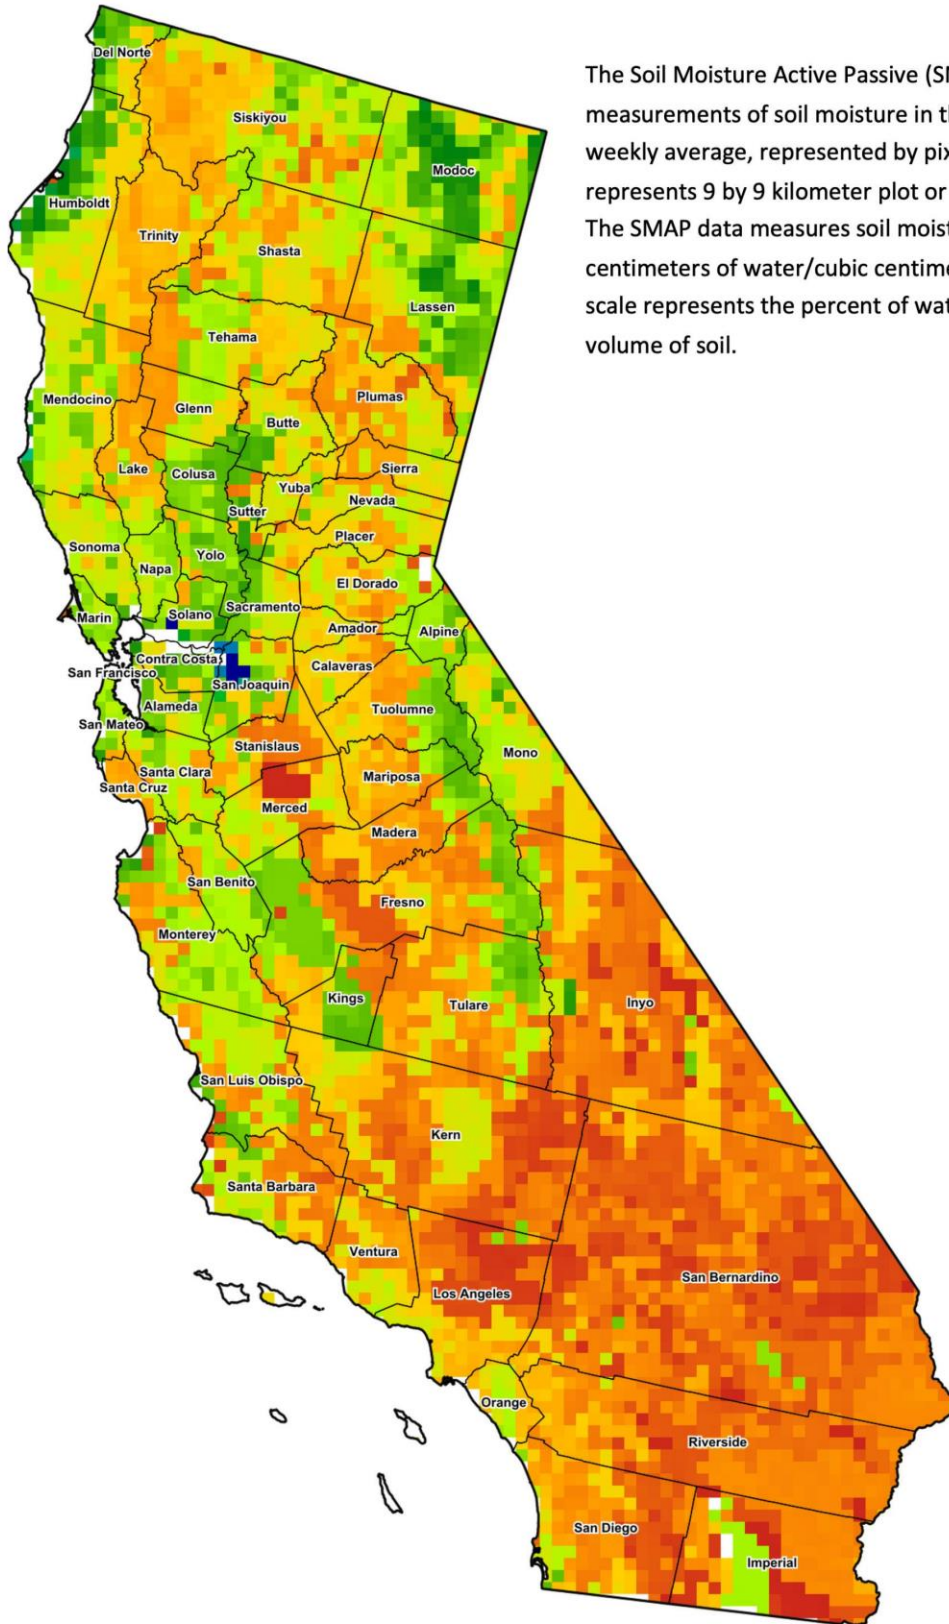 The Soil Moisture Active Passive (SM
measurements of soil moisture in th
weekly average, represented by pix
represents 9 by 9 kilometer plot or
The SMAP data measures soil moist
centimeters of water/cubic centime
scale represents the percent of wat
volume of soil.
Del Norte
Siskiyou
Modoc
Humboldt
Trinity
Shasta
Lassen
Tehama
Mendocino
Glenn
Butte
Plumas
Lake
Colusa
Yuba
Sierra
Sutter
Nevada
Placer
Sonoma
Napa
Yolo
El Dorado
Marin
Solano
Sacramento
Amador
Alpine
Contra Costa
San Francisco
San Joaquin
Calaveras
Alameda
Tuolumne
San Mateo
Stanislaus
Mono
Santa Clara
Mariposa
Santa Cruz
Merced
Madera
San Benito
Fresno
Monterey
Kings
Tulare
Inyo
San Luis Obispo
Kern
Santa Barbara
Ventura
San Bernardino
Los Angeles
Orange
Riverside
San Diego
Imperial